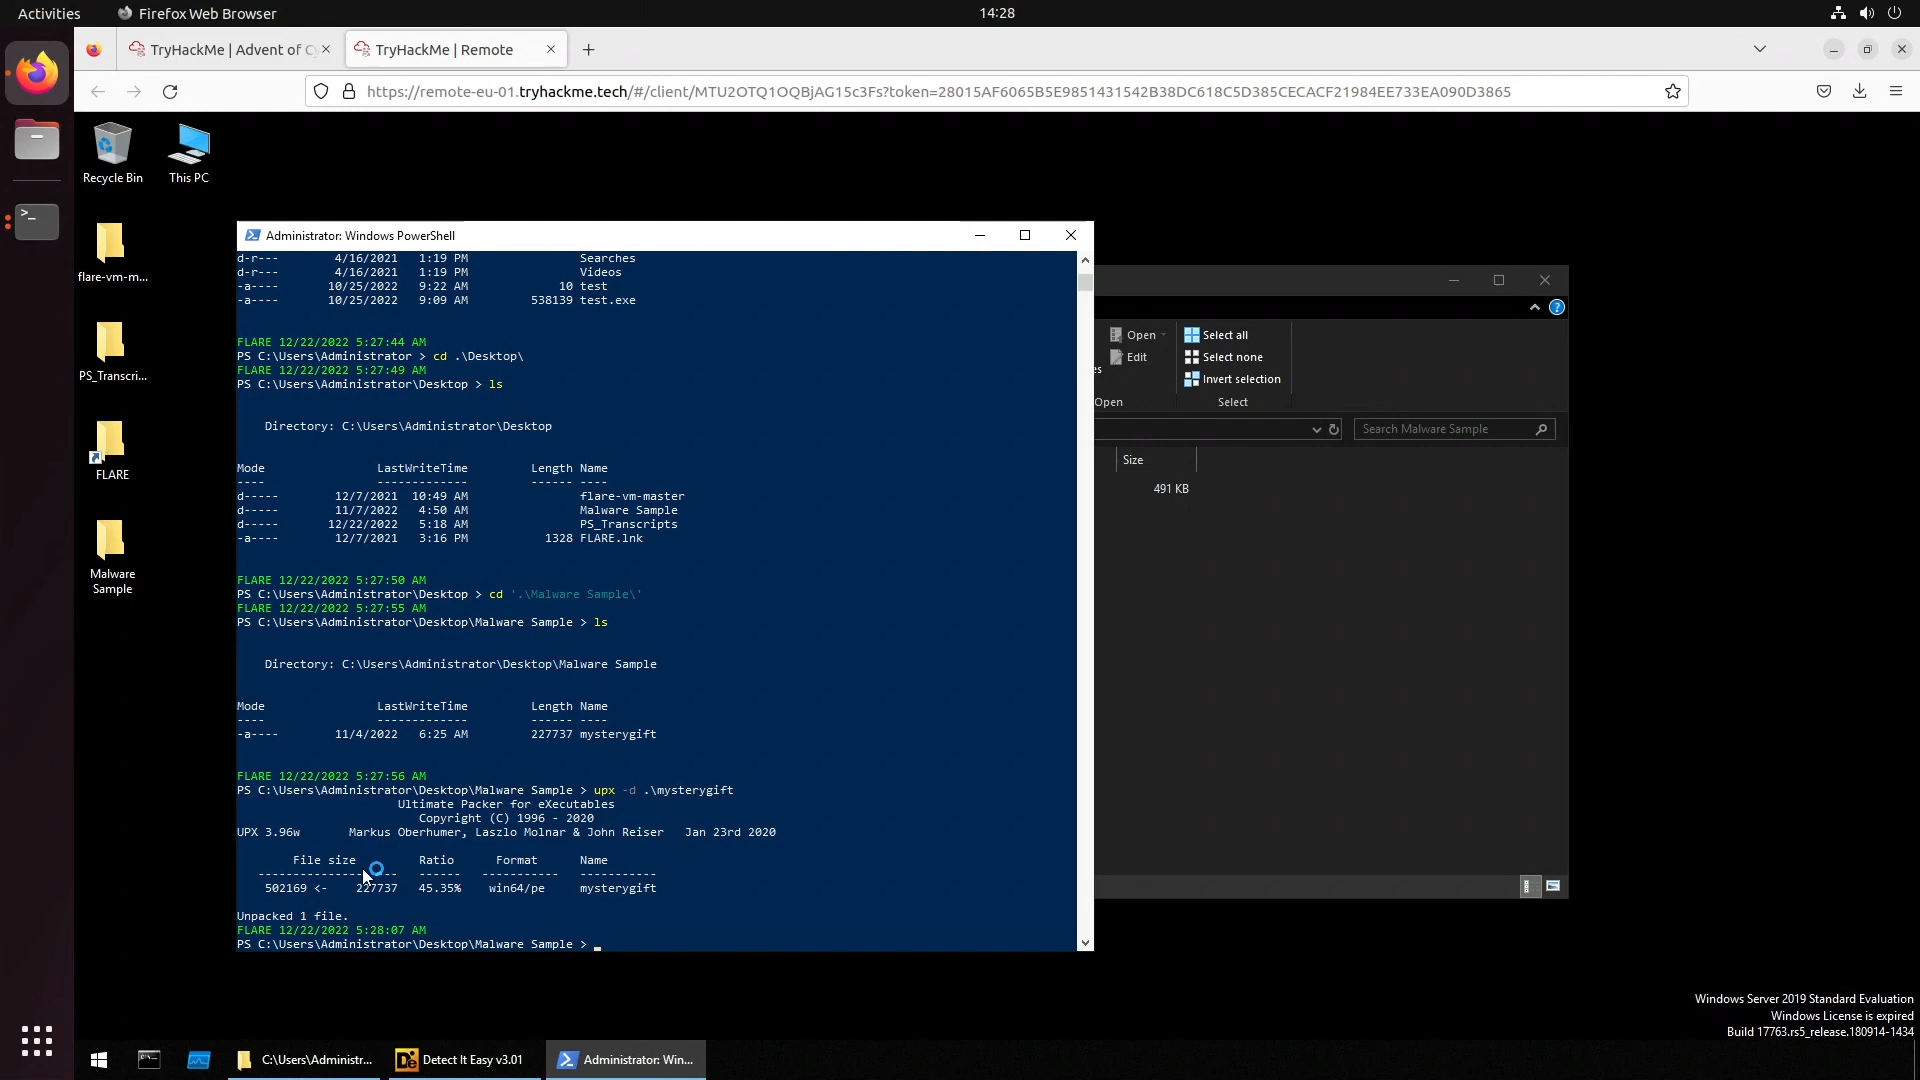 Activities
Firefox Web Browser
14:28
TryHackMe | Advent of Cy
TryHackMe | Remote
https://remote-eu-01.tryhackme.tech/#/client/MTU2OTQ1OQBjAG15c3Fs?token=28015AF6065B5E9851431542B38DC618C5D385CECACF21984EE733EA090D3865
Recycle Bin
This PC
flare-vm-m...
PS_Transcri...
FLARE
Malware
Sample
Administrator: Windows PowerShell
d-r--- 4/16/2021 1:19 PM Searches
d-r--- 4/16/2021 1:19 PM Videos
-a---- 10/25/2022 9:22 AM 10 test
-a---- 10/25/2022 9:09 AM 538139 test.exe
FLARE 12/22/2022 5:27:44 AM
PS C:\Users\Administrator > cd .\Desktop\
FLARE 12/22/2022 5:27:49 AM
PS C:\Users\Administrator\Desktop > ls
Directory: C:\Users\Administrator\Desktop
Mode LastWriteTime Length Name
---- ------------- ------ ----
d----- 12/7/2021 10:49 AM flare-vm-master
d----- 11/7/2022 4:50 AM Malware Sample
d----- 12/22/2022 5:18 AM PS_Transcripts
-a---- 12/7/2021 3:16 PM 1328 FLARE.lnk
FLARE 12/22/2022 5:27:50 AM
PS C:\Users\Administrator\Desktop > cd '.\Malware Sample\'
FLARE 12/22/2022 5:27:55 AM
PS C:\Users\Administrator\Desktop\Malware Sample > ls
Directory: C:\Users\Administrator\Desktop\Malware Sample
Mode LastWriteTime Length Name
---- ------------- ------ ----
-a---- 11/4/2022 6:25 AM 227737 mysterygift
FLARE 12/22/2022 5:27:56 AM
PS C:\Users\Administrator\Desktop\Malware Sample > upx -d .\mysterygift
Ultimate Packer for eXecutables
Copyright (C) 1996 - 2020
UPX 3.96w Markus Oberhumer, Laszlo Molnar & John Reiser Jan 23rd 2020
File size Ratio Format Name
-------------------- ------ ----------- -----------
502169 <- 227737 45.35% win64/pe mysterygift
Unpacked 1 file.
FLARE 12/22/2022 5:28:07 AM
PS C:\Users\Administrator\Desktop\Malware Sample >
Open
Edit
es
Open
Select all
Select none
Invert selection
Select
Search Malware Sample
Size
491 KB
Windows Server 2019 Standard Evaluation
Windows License is expired
Build 17763.rs5_release.180914-1434
C:\Users\Administr...
Detect It Easy v3.01
Administrator: Win...